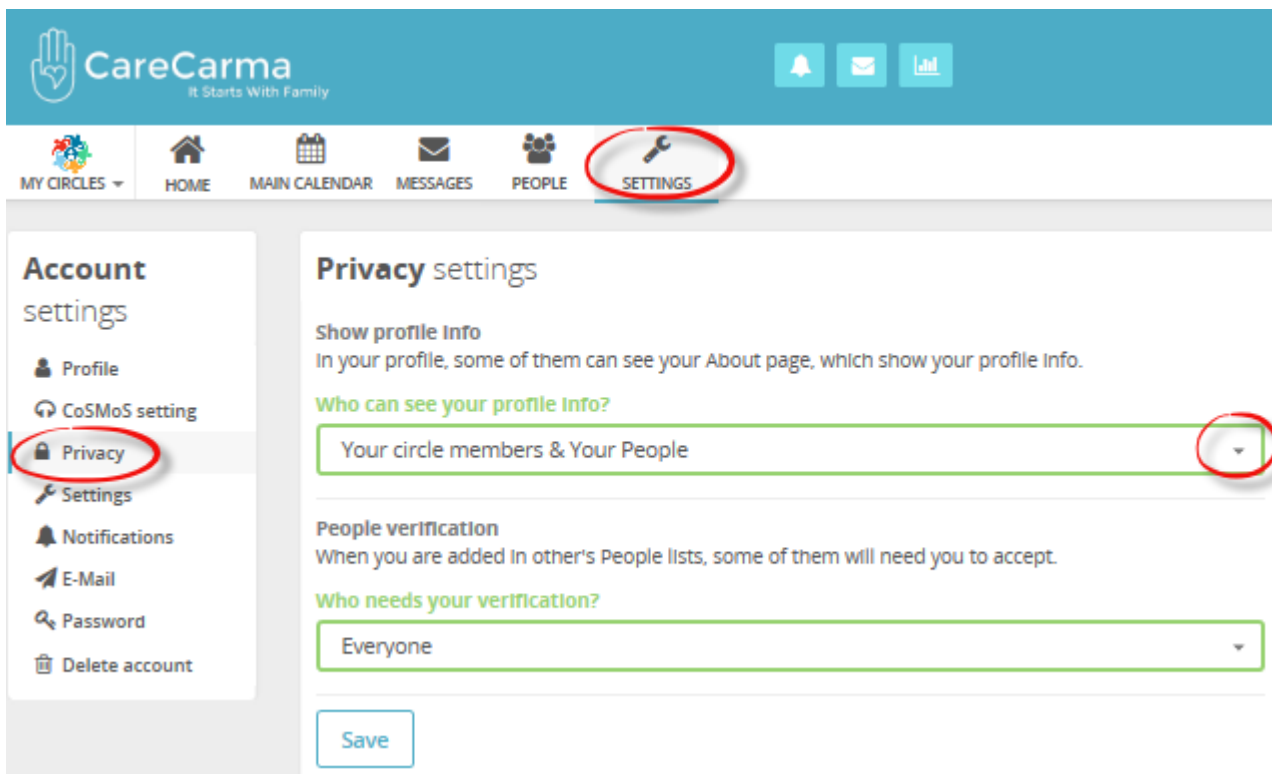 CareCarma
It Starts With Family
MY CIRCLES
HOME
MAIN CALENDAR
MESSAGES
PEOPLE
SETTINGS
Account
settings
Profile
CoSMoS setting
Privacy
Settings
Notifications
E-Mail
Password
Delete account
Privacy settings
Show profile info
In your profile, some of them can see your About page, which show your profile info.
Who can see your profile info?
Your circle members & Your People
People verification
When you are added in other's People lists, some of them will need you to accept.
Who needs your verification?
Everyone
Save